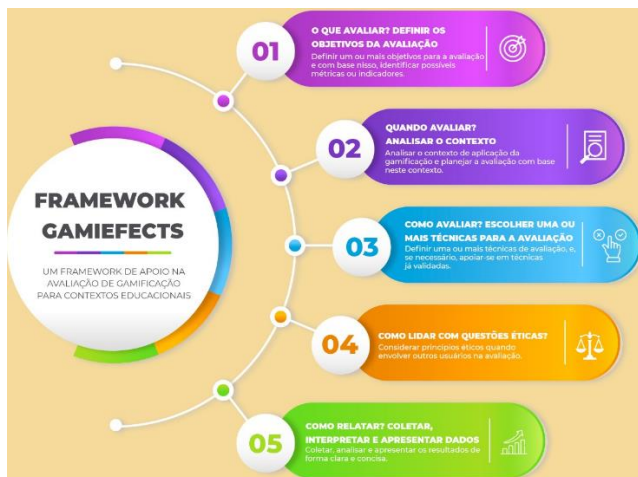 FRAMEWORK
GAMIEFECTS
UM FRAMEWORK DE APOIO NA
AVALIAÇÃO DE GAMIFICAÇÃO
PARA CONTEXTOS EDUCACIONAIS
01
O QUE AVALIAR? DEFINIR OS
OBJETIVOS DA AVALIAÇÃO
Definir um ou mais objetivos para a avaliação
e com base nisso, identificar possíveis
métricas ou indicadores.
02
QUANDO AVALIAR?
ANALISAR O CONTEXTO
Analisar o contexto de aplicação da
gamificação e planejar a avaliação com base
neste contexto.
03
COMO AVALIAR? ESCOLHER UMA OU
MAIS TÉCNICAS PARA A AVALIAÇÃO
Definir uma ou mais técnicas de avaliação, e,
se necessário, apoiar-se em técnicas
já validadas.
04
COMO LIDAR COM QUESTÕES ÉTICAS?
Considerar princípios éticos quando
envolver outros usuários na avaliação.
05
COMO RELATAR? COLETAR,
INTERPRETAR E APRESENTAR DADOS
Coletar, analisar e apresentar os resultados de
forma clara e concisa.